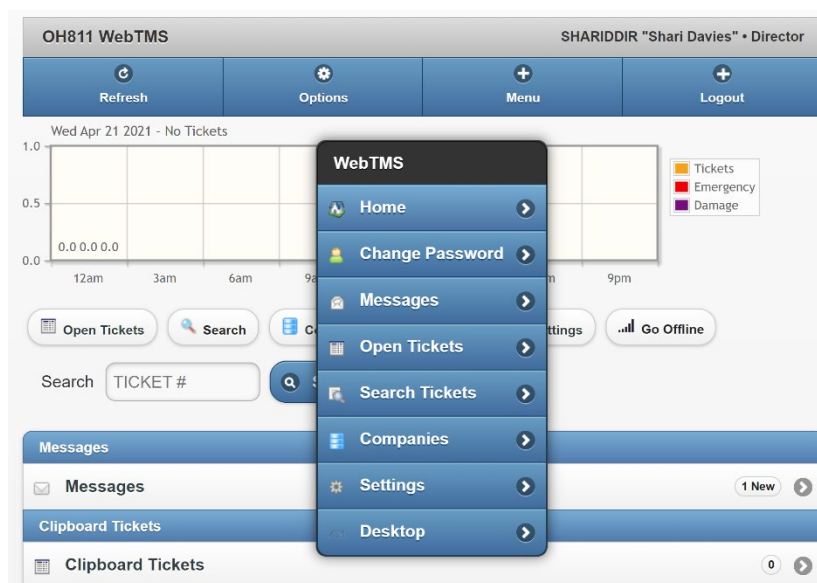 OH811 WebTMS
SHARIDDIR "Shari Davies" • Director
Refresh
Options
Menu
Logout
Wed Apr 21 2021 - No Tickets
1.0
0.5
0.0
0.0 0.0 0.0
12am
3am
6am
9pm
Tickets
Emergency
Damage
WebTMS
Home
Change Password
Messages
Open Tickets
Search Tickets
Companies
Settings
Desktop
Open Tickets
Search
ttings
Go Offline
Search
TICKET #
Messages
Messages
1 New
Clipboard Tickets
Clipboard Tickets
0